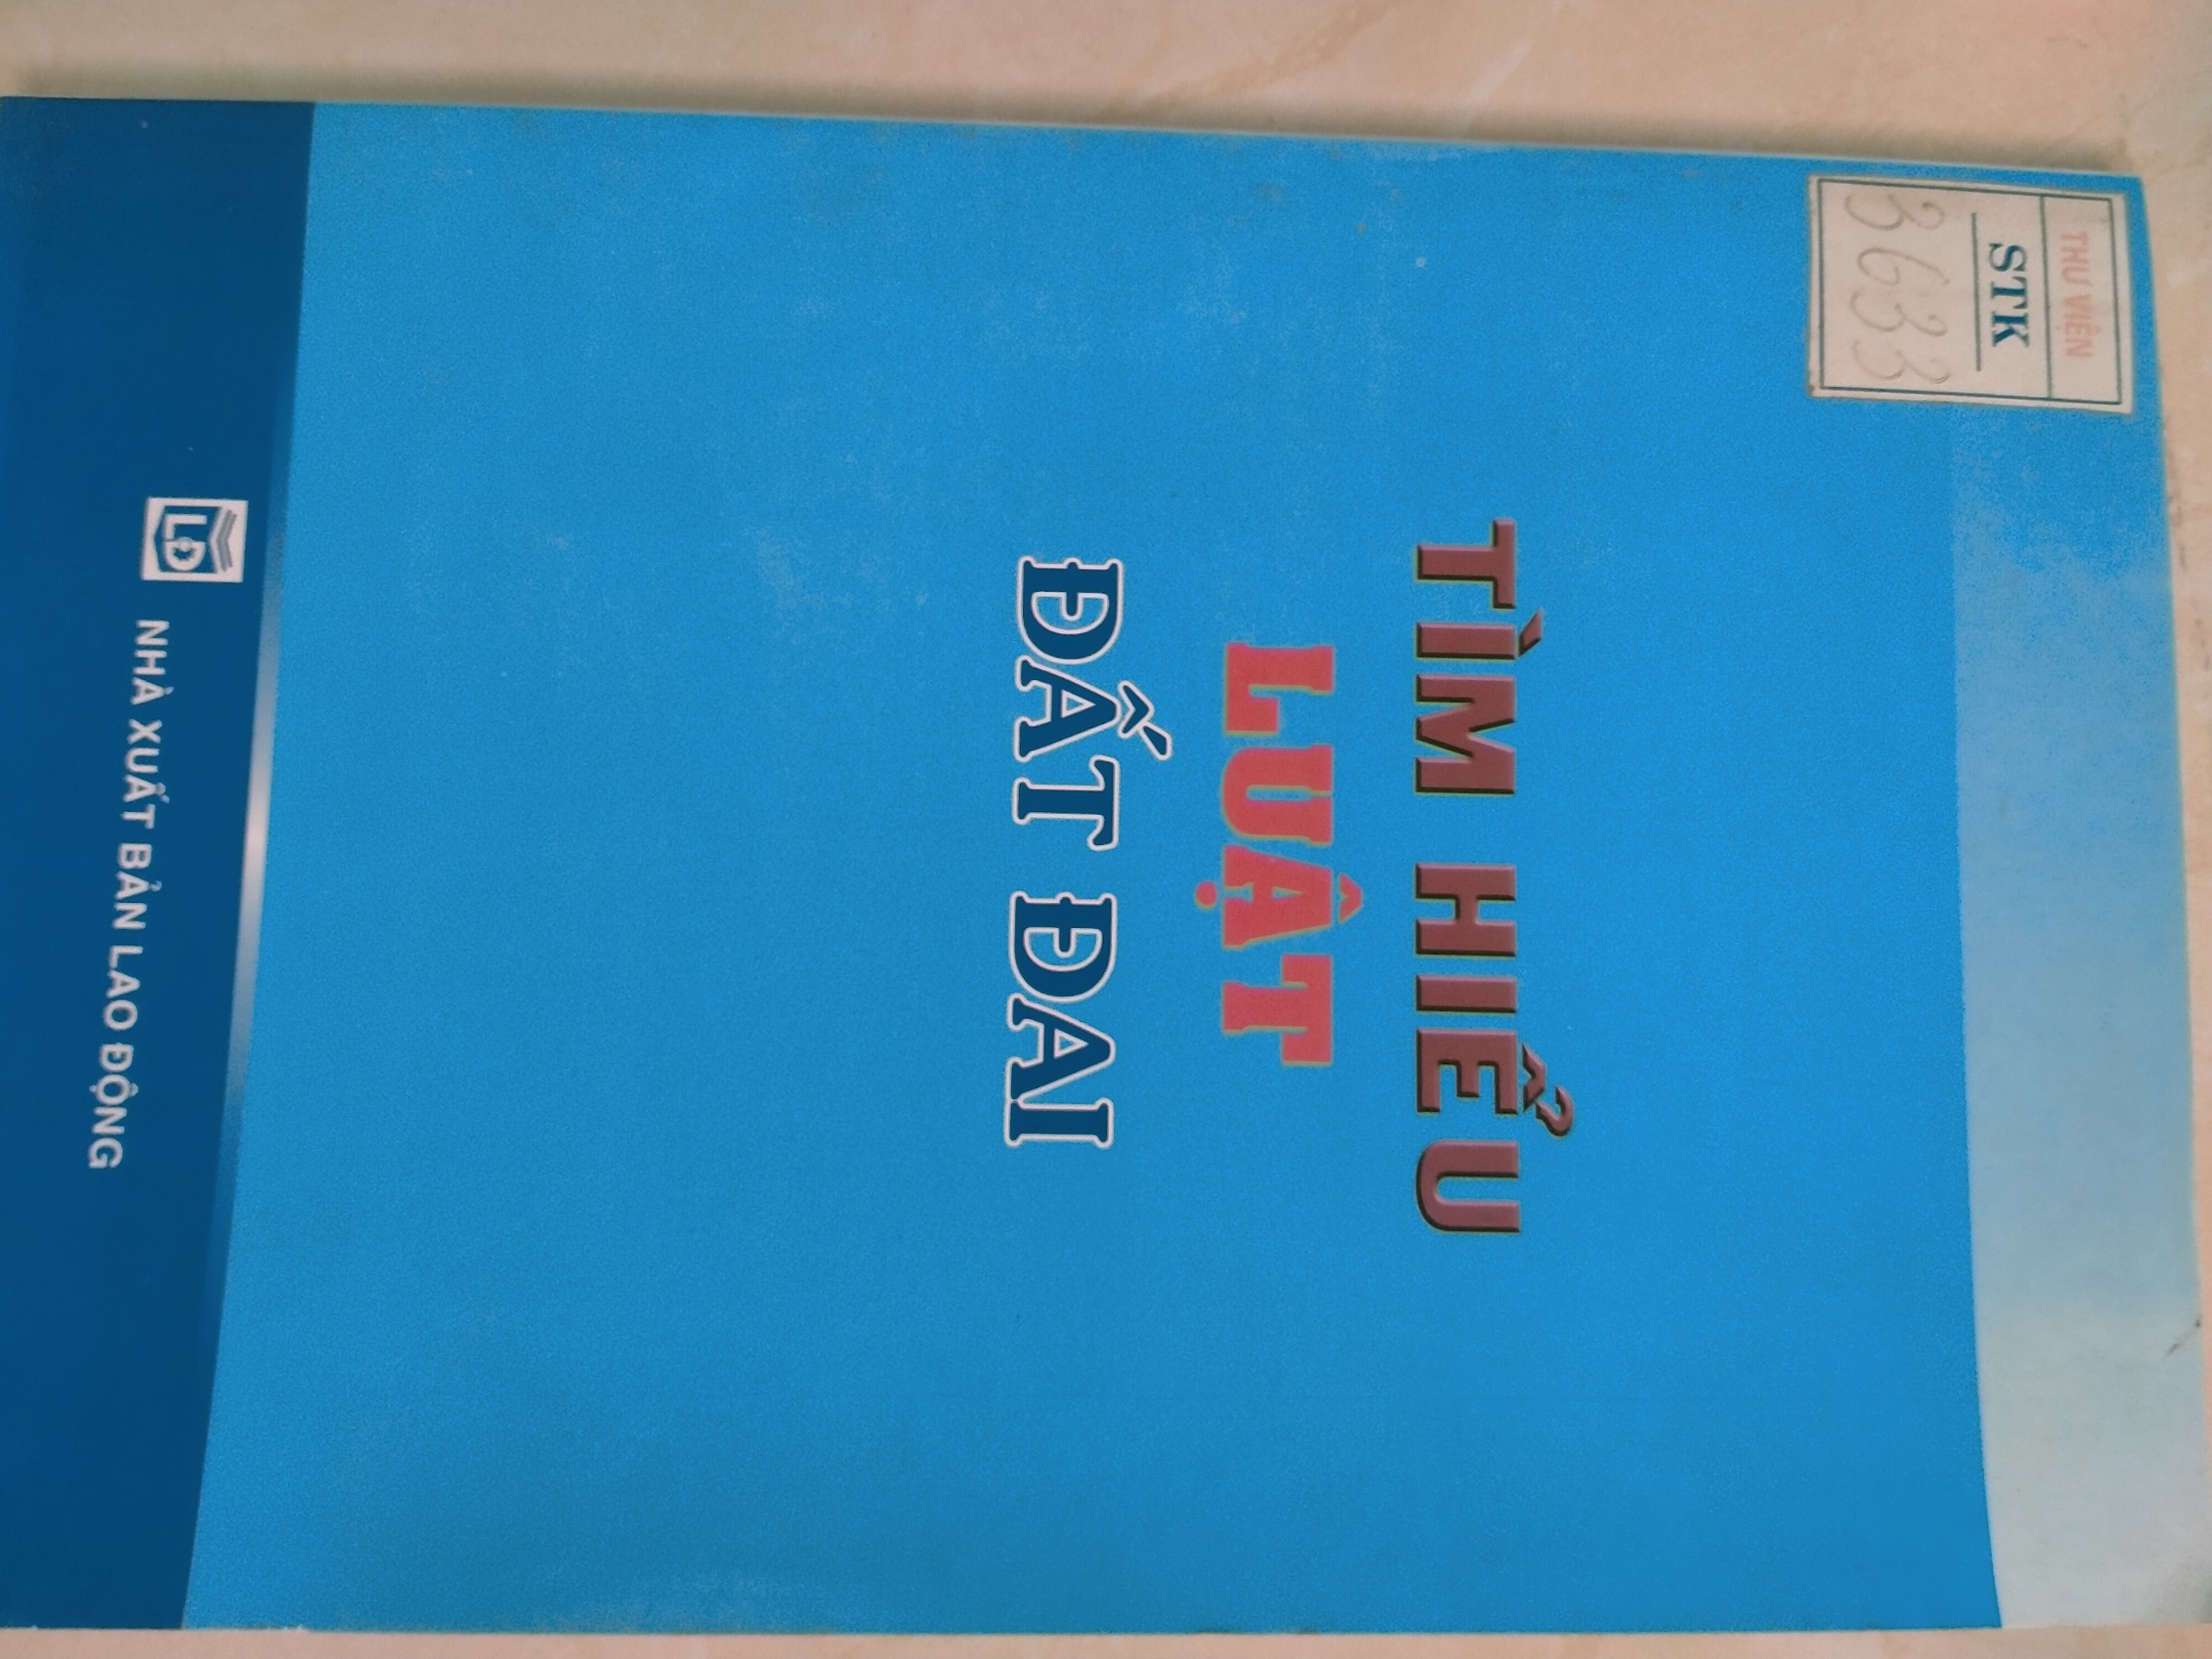 THƯ VIỆN
STK
3633
TÌM HIỂU
LUẬT
ĐẤT ĐAI
LĐ
NHÀ XUẤT BẢN LAO ĐỘNG